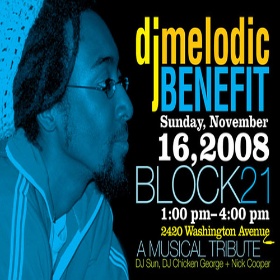 djmelodic
BENEFIT
Sunday, November
16, 2008
BLOCK21
1:00 pm–4:00 pm
2420 Washington Avenue
A MUSICAL TRIBUTE
DJ Sun, DJ Chicken George + Nick Cooper